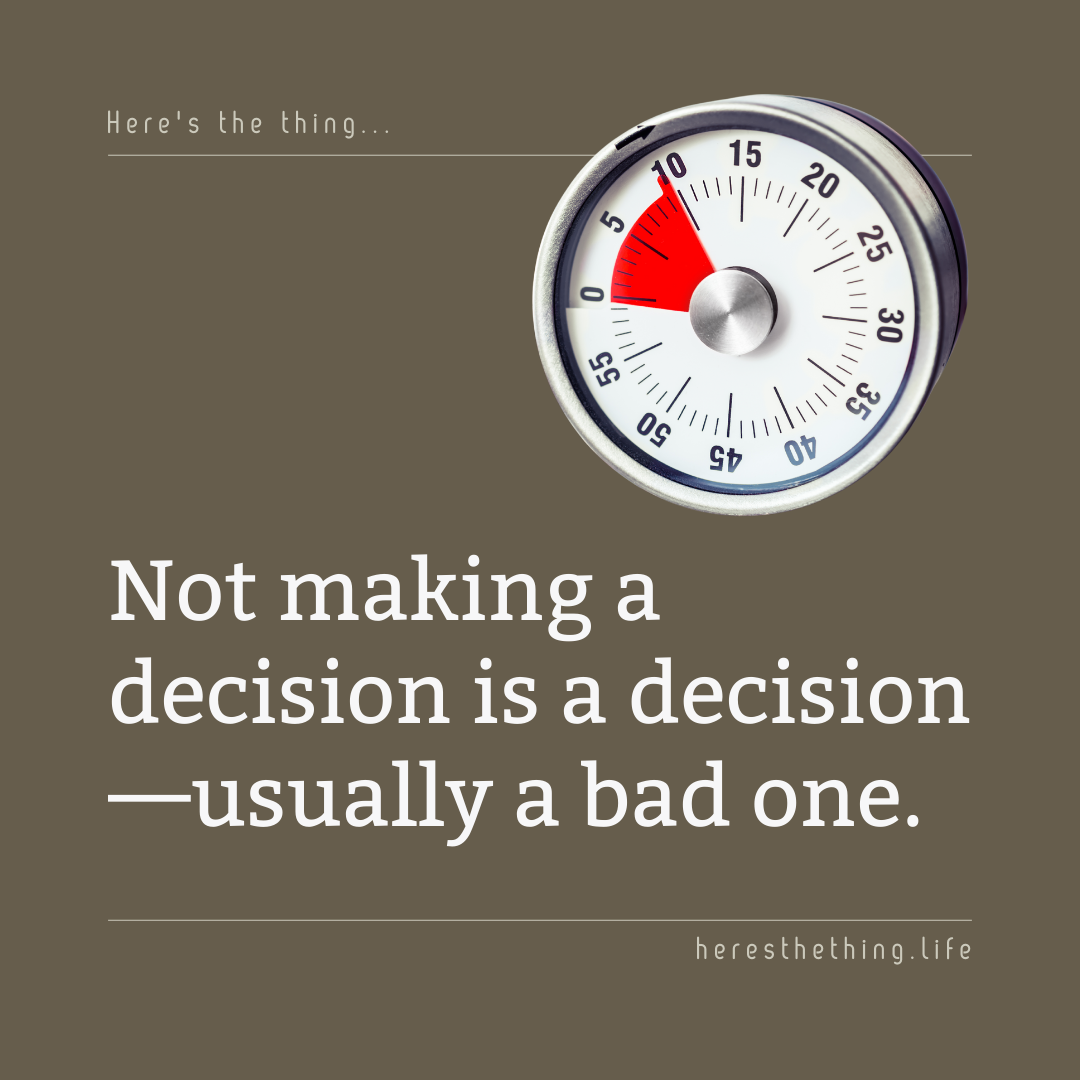 Here's the thing...
0
5
10
15
20
25
30
35
40
45
50
55
Not making a
decision is a decision
—usually a bad one.
heresthething.life